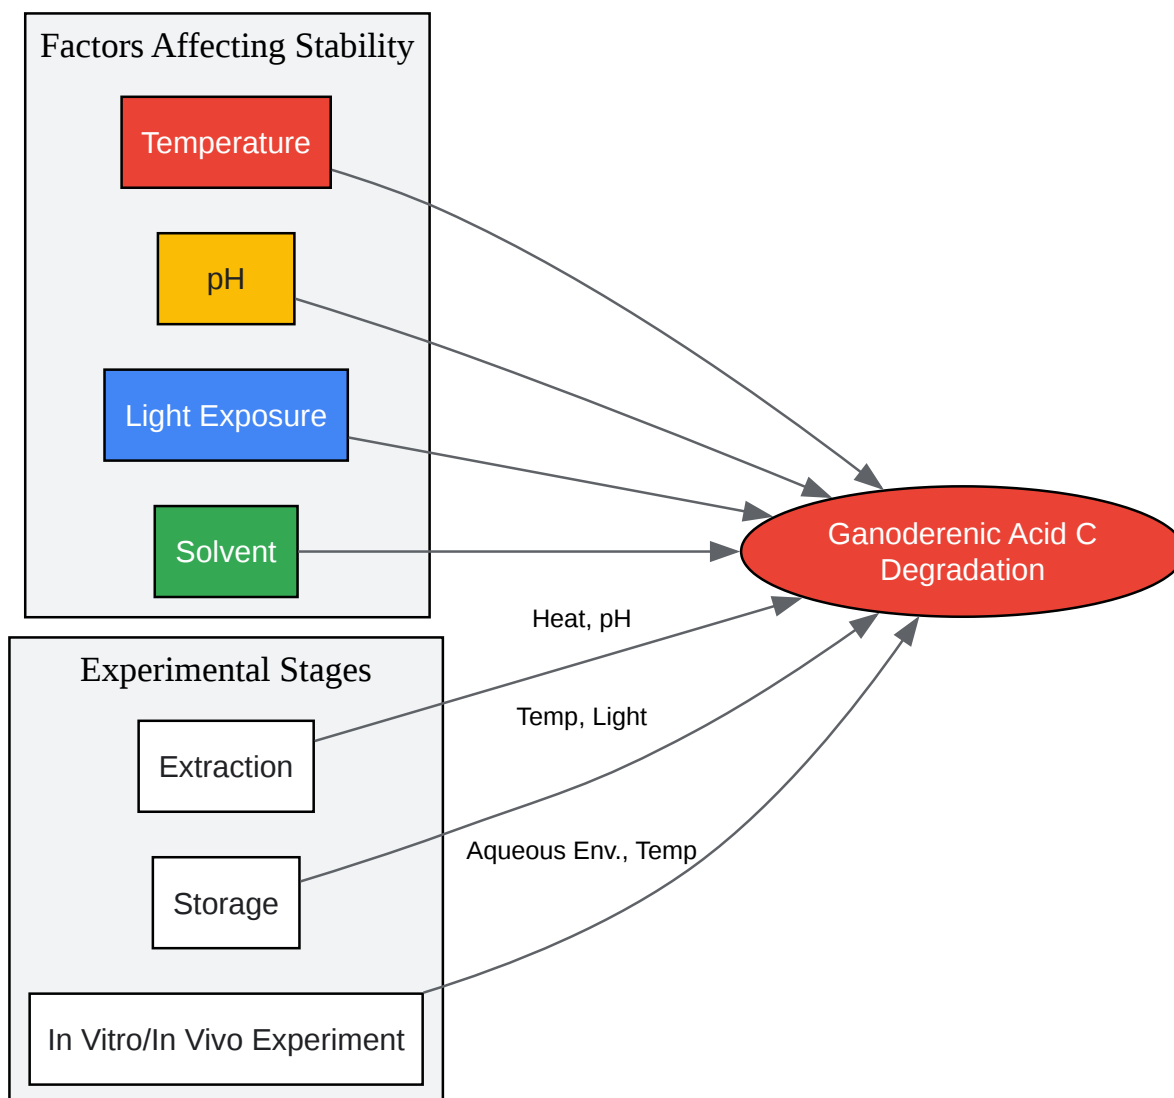 Factors Affecting Stability
Temperature
pH
Light Exposure
Solvent
Ganoderenic Acid C
Degradation
Heat, pH
Experimental Stages
Temp, Light
Extraction
Aqueous Env., Temp
Storage
In Vitro/In Vivo Experiment